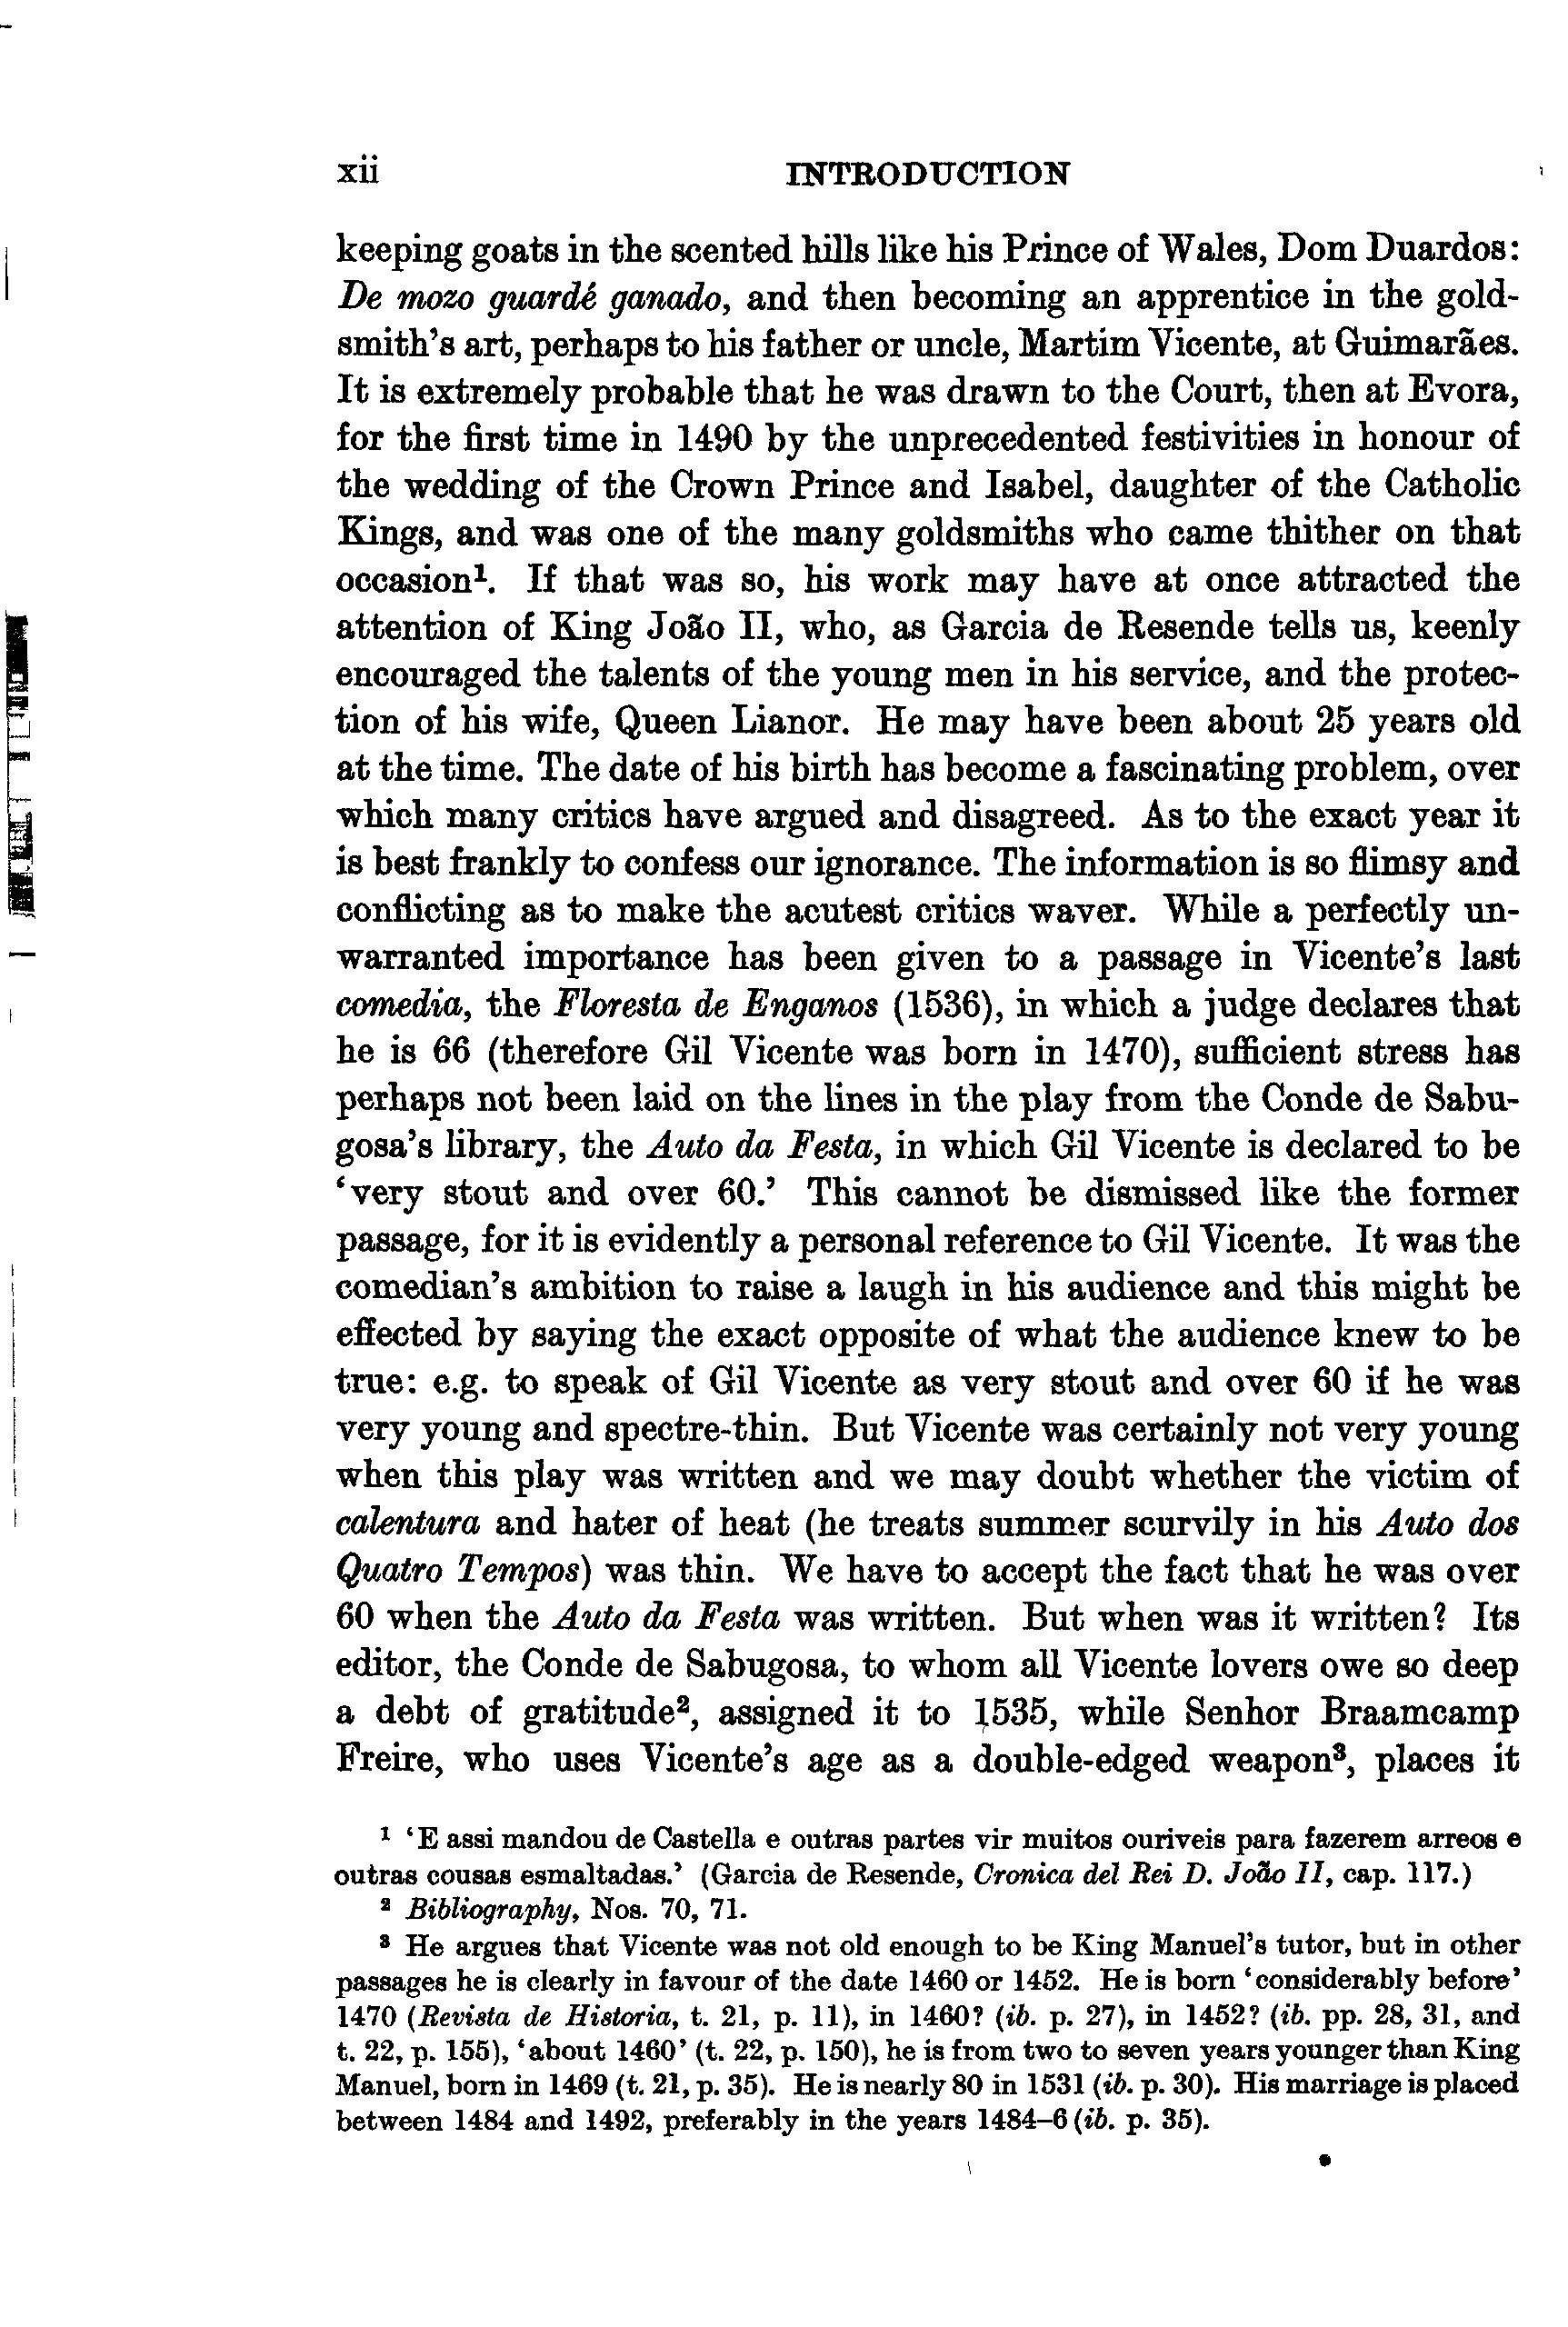 xii INTRODUCTION
keeping goats in the scented hills like his Prince of Wales, Dom Duardos:
De mozo guardé ganado, and then becoming an apprentice in the gold-
smith's art, perhaps to his father or uncle, Martim Vicente, at Guimarães.
It is extremely probable that he was drawn to the Court, then at Evora,
for the first time in 1490 by the unprecedented festivities in honour of
the wedding of the Crown Prince and Isabel, daughter of the Catholic
Kings, and was one of the many goldsmiths who came thither on that
occasion¹. If that was so, his work may have at once attracted the
attention of King João II, who, as Garcia de Resende tells us, keenly
encouraged the talents of the young men in his service, and the protec-
tion of his wife, Queen Lianor. He may have been about 25 years old
at the time. The date of his birth has become a fascinating problem, over
which many critics have argued and disagreed. As to the exact year it
is best frankly to confess our ignorance. The information is so flimsy and
conflicting as to make the acutest critics waver. While a perfectly un-
warranted importance has been given to a passage in Vicente's last
comedia, the Floresta de Enganos (1536), in which a judge declares that
he is 66 (therefore Gil Vicente was born in 1470), sufficient stress has
perhaps not been laid on the lines in the play from the Conde de Sabu-
gosa's library, the Auto da Festa, in which Gil Vicente is declared to be
'very stout and over 60.' This cannot be dismissed like the former
passage, for it is evidently a personal reference to Gil Vicente. It was the
comedian's ambition to raise a laugh in his audience and this might be
effected by saying the exact opposite of what the audience knew to be
true: e.g. to speak of Gil Vicente as very stout and over 60 if he was
very young and spectre-thin. But Vicente was certainly not very young
when this play was written and we may doubt whether the victim of
calentura and hater of heat (he treats summer scurvily in his Auto dos
Quatro Tempos) was thin. We have to accept the fact that he was over
60 when the Auto da Festa was written. But when was it written? Its
editor, the Conde de Sabugosa, to whom all Vicente lovers owe so deep
a debt of gratitude², assigned it to 1535, while Senhor Braamcamp
Freire, who uses Vicente's age as a double-edged weapon³, places it
¹ 'E assi mandou de Castella e outras partes vir muitos ouriveis para fazerem arreos e
outras cousas esmaltadas.' (Garcia de Resende, Cronica del Rei D. João II, cap. 117.)
² Bibliography, Nos. 70, 71.
³ He argues that Vicente was not old enough to be King Manuel's tutor, but in other
passages he is clearly in favour of the date 1460 or 1452. He is born 'considerably before'
1470 (Revista de Historia, t. 21, p. 11), in 1460? (ib. p. 27), in 1452? (ib. pp. 28, 31, and
t. 22, p. 155), 'about 1460' (t. 22, p. 150), he is from two to seven years younger than King
Manuel, born in 1469 (t. 21, p. 35). He is nearly 80 in 1531 (ib. p. 30). His marriage is placed
between 1484 and 1492, preferably in the years 1484–6 (ib. p. 35).